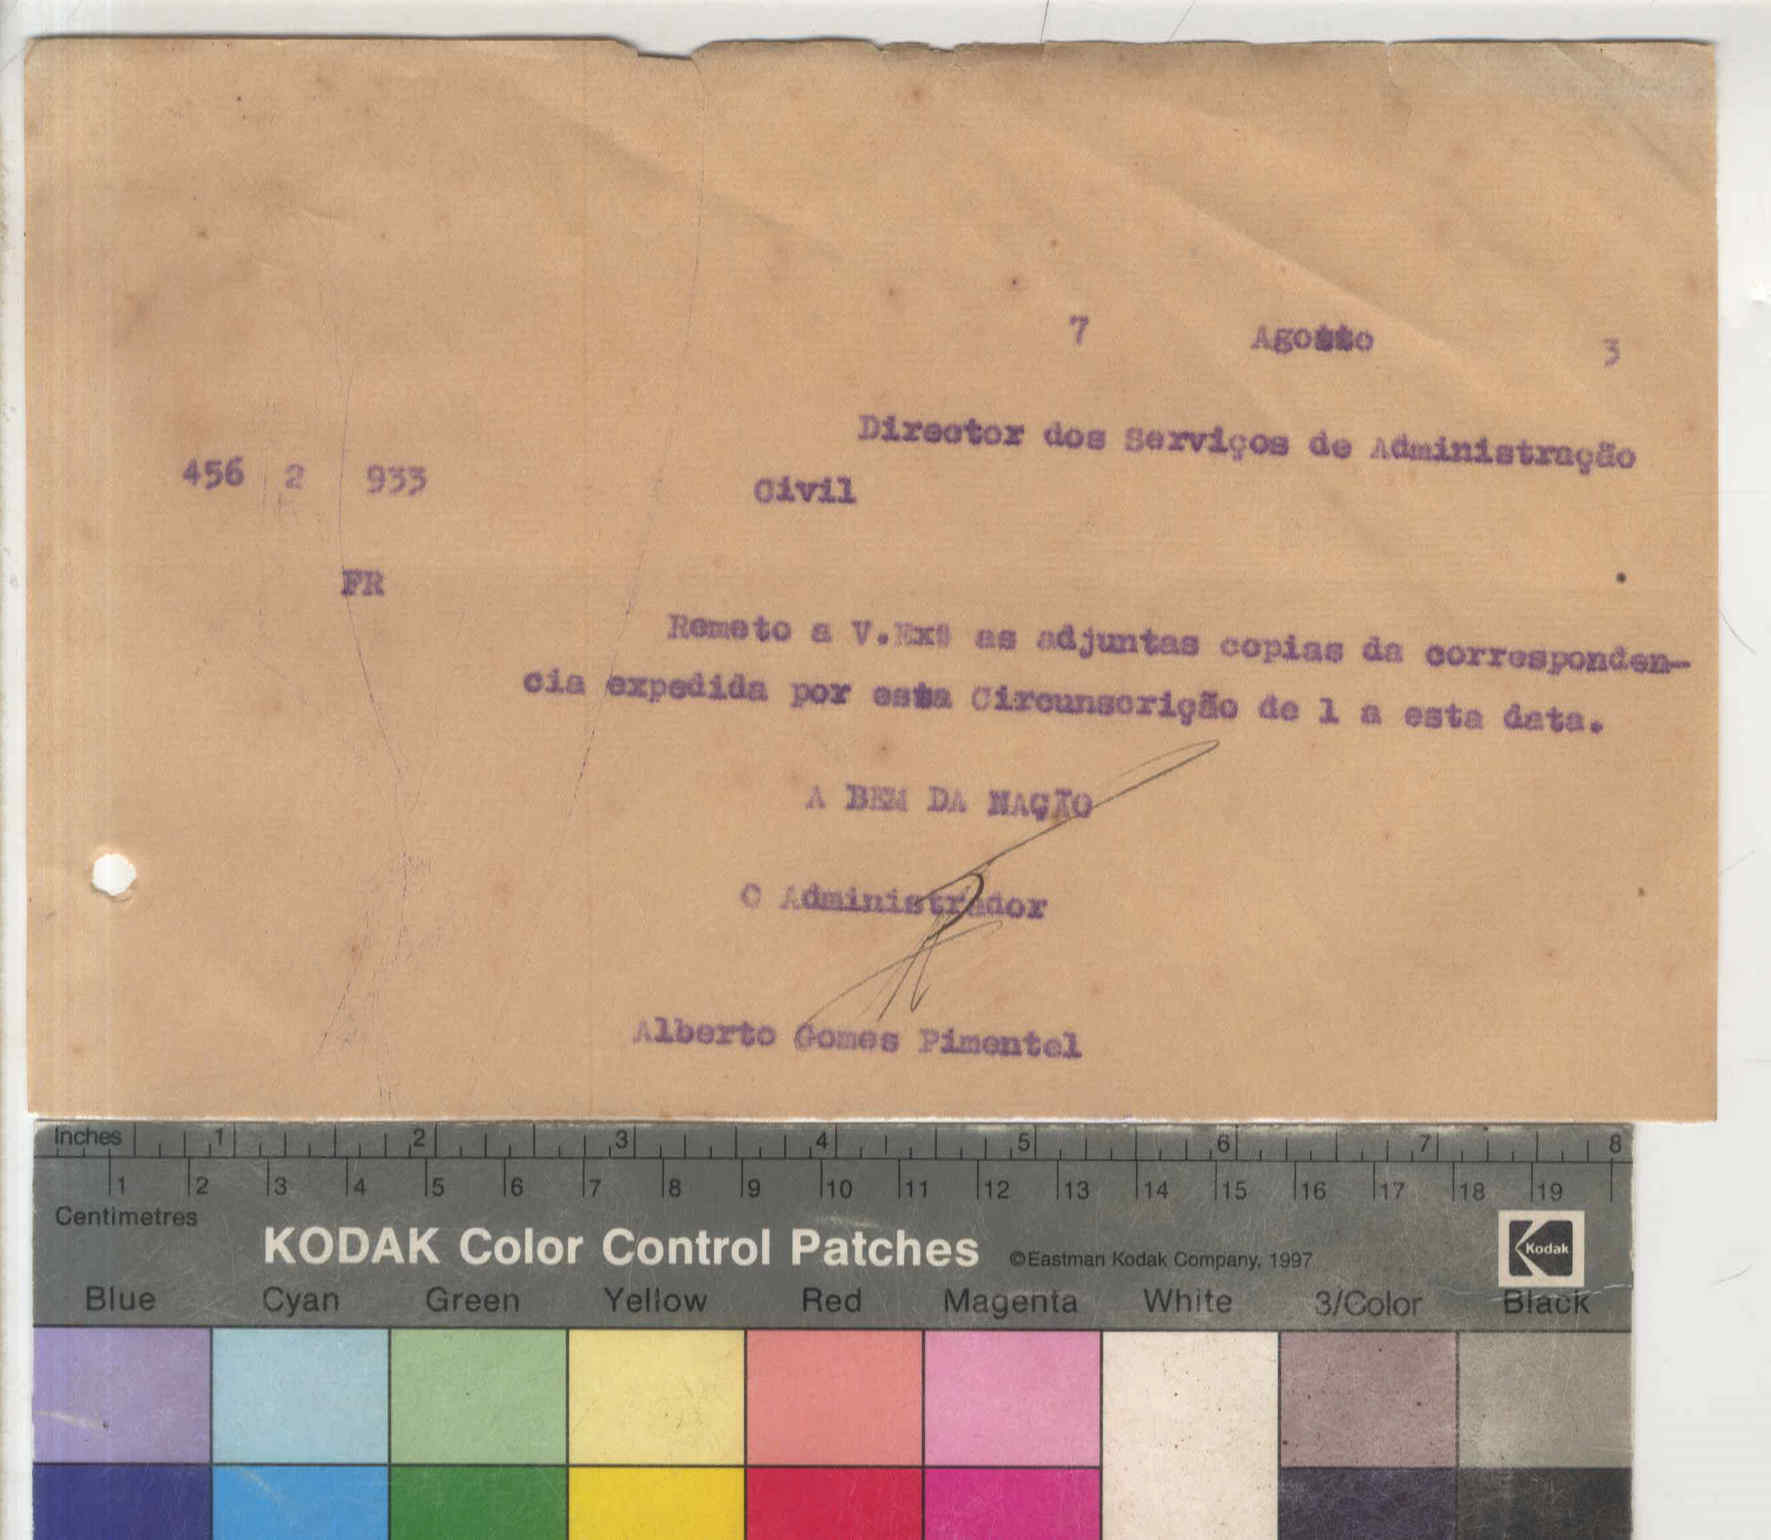 7 Agosto 3
Director dos Serviços de Administração
456 2 933
Civil
FR
Remeto a V.Exª as adjuntas copias da corresponden-
cia expedida por esta Circunscrição de 1 a esta data.
A BEM DA NAÇÃO
O Administrador
Alberto Gomes Pimentel
Inches 1 2 3 4 5 6 7 8
1 2 3 4 5 6 7 8 9 10 11 12 13 14 15 16 17 18 19
Centimetres
KODAK Color Control Patches ©Eastman Kodak Company, 1997 Kodak
Blue Cyan Green Yellow Red Magenta White 3/Color Black